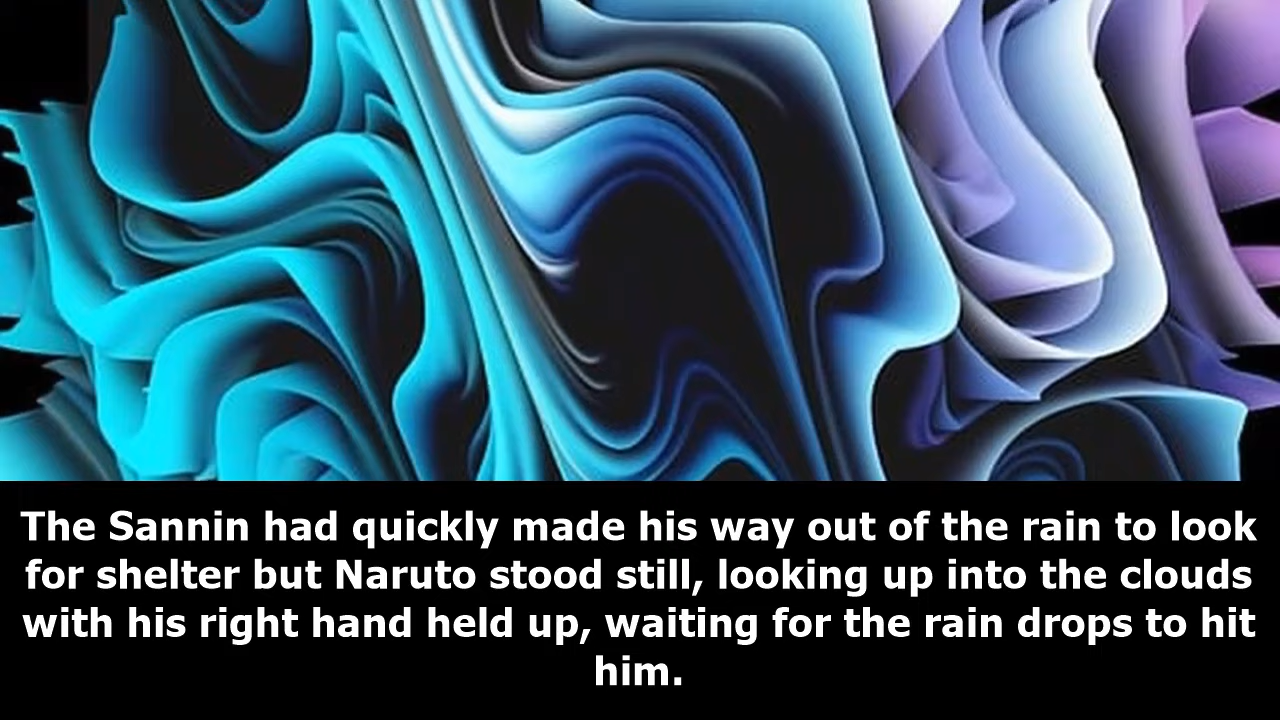 The Sannin had quickly made his way out of the rain to look
for shelter but Naruto stood still, looking up into the clouds
with his right hand held up, waiting for the rain drops to hit
him.